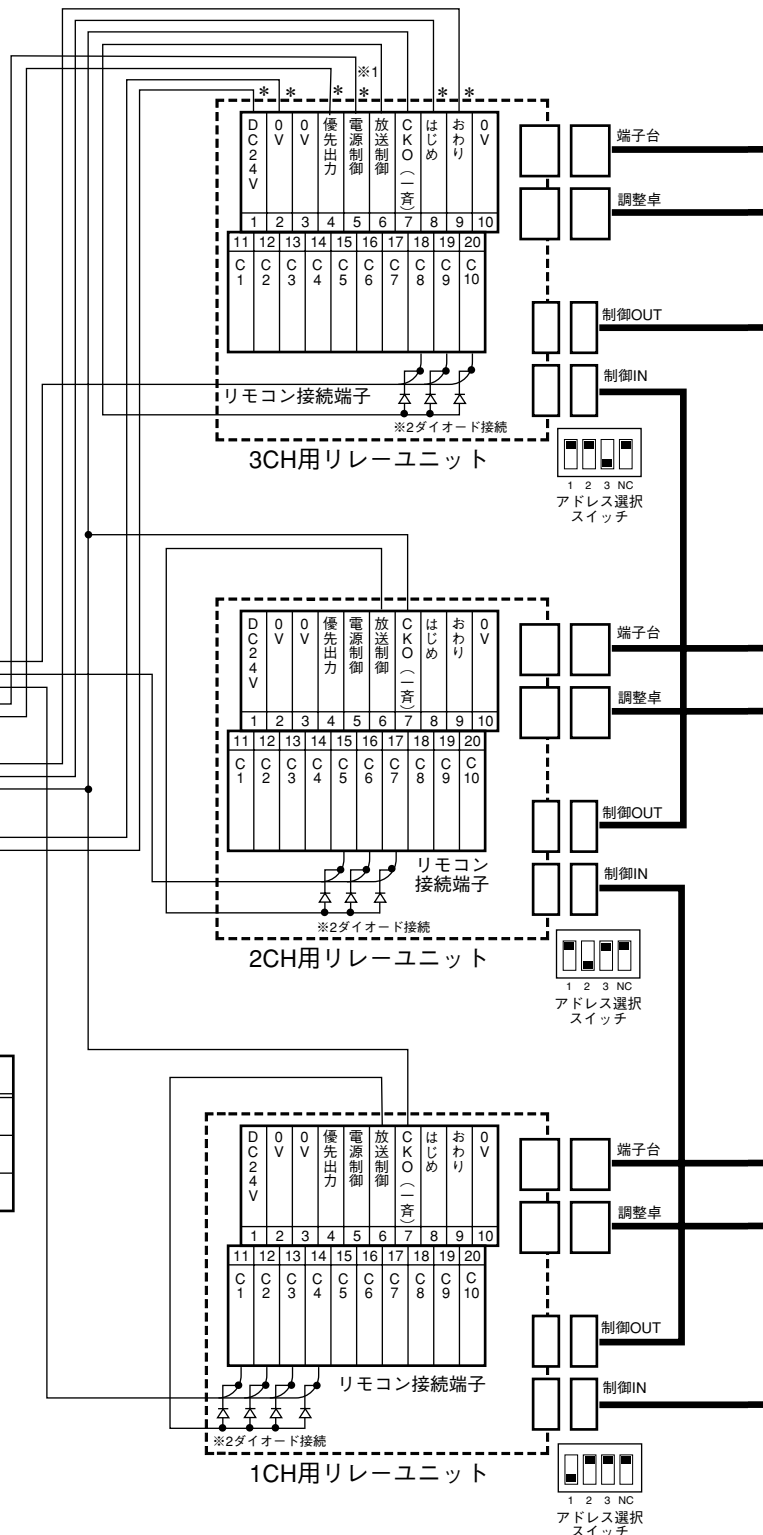 ※1
* * * * * *
DC24V 0V 0V 優先出力 電源制御 放送制御 CKO(一斉) はじめ おわり 0V
1 2 3 4 5 6 7 8 9 10
11 12 13 14 15 16 17 18 19 20
C1 C2 C3 C4 C5 C6 C7 C8 C9 C10
リモコン接続端子
※2ダイオード接続
3CH用リレーユニット
端子台
調整卓
制御OUT
制御IN
1 2 3 NC
アドレス選択
スイッチ
DC24V 0V 0V 優先出力 電源制御 放送制御 CKO(一斉) はじめ おわり 0V
1 2 3 4 5 6 7 8 9 10
11 12 13 14 15 16 17 18 19 20
C1 C2 C3 C4 C5 C6 C7 C8 C9 C10
リモコン
接続端子
※2ダイオード接続
2CH用リレーユニット
端子台
調整卓
制御OUT
制御IN
1 2 3 NC
アドレス選択
スイッチ
DC24V 0V 0V 優先出力 電源制御 放送制御 CKO(一斉) はじめ おわり 0V
1 2 3 4 5 6 7 8 9 10
11 12 13 14 15 16 17 18 19 20
C1 C2 C3 C4 C5 C6 C7 C8 C9 C10
リモコン接続端子
※2ダイオード接続
1CH用リレーユニット
端子台
調整卓
制御OUT
制御IN
1 2 3 NC
アドレス選択
スイッチ